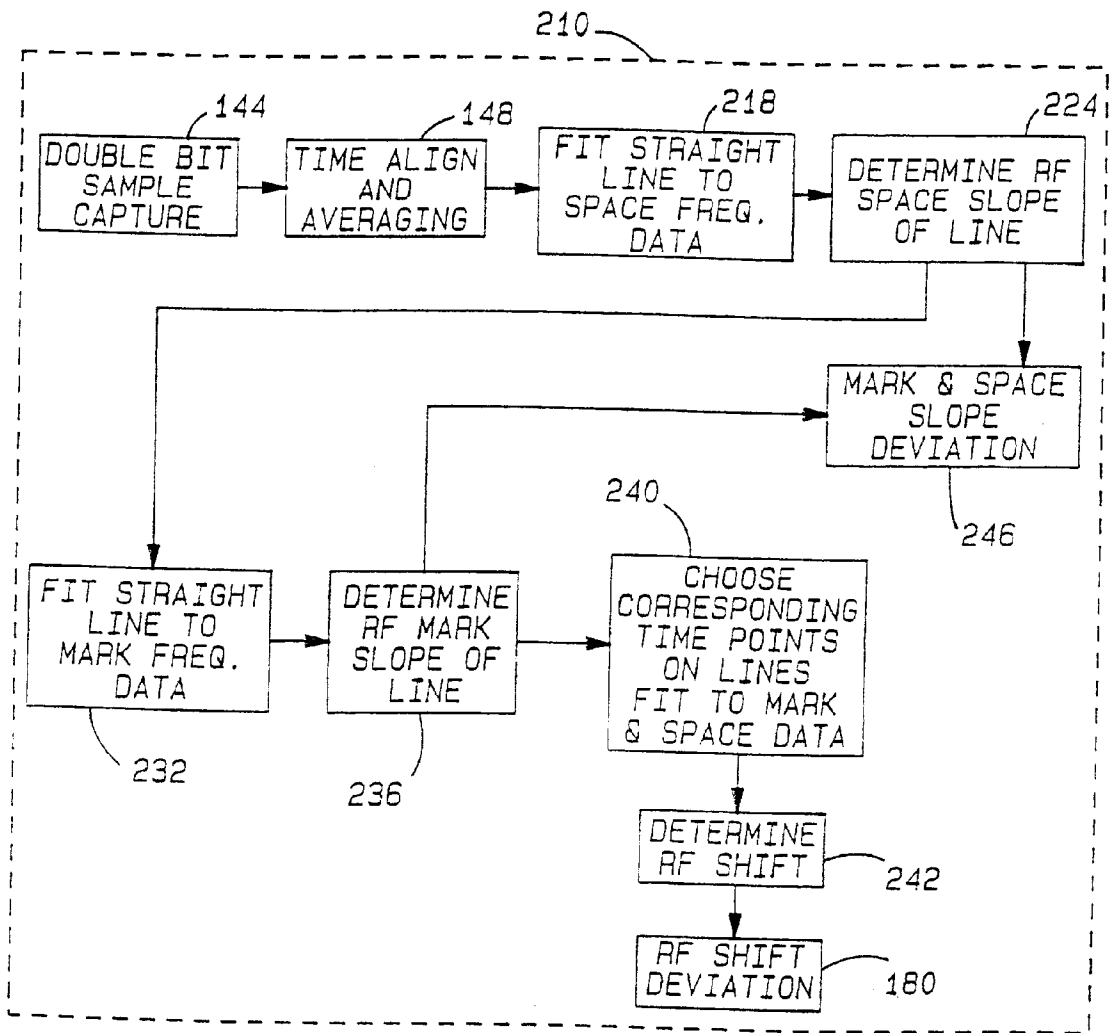 210
144
148
218
224
DOUBLE BIT
SAMPLE
CAPTURE
TIME ALIGN
AND
AVERAGING
FIT STRAIGHT
LINE TO
SPACE FREQ.
DATA
DETERMINE RF
SPACE SLOPE
OF LINE
MARK & SPACE
SLOPE
DEVIATION
246
240
FIT STRAIGHT
LINE TO
MARK FREQ.
DATA
232
DETERMINE
RF MARK
SLOPE OF
LINE
236
CHOOSE
CORRESPONDING
TIME POINTS
ON LINES
FIT TO MARK
& SPACE DATA
DETERMINE
RF SHIFT
242
RF SHIFT
DEVIATION
180